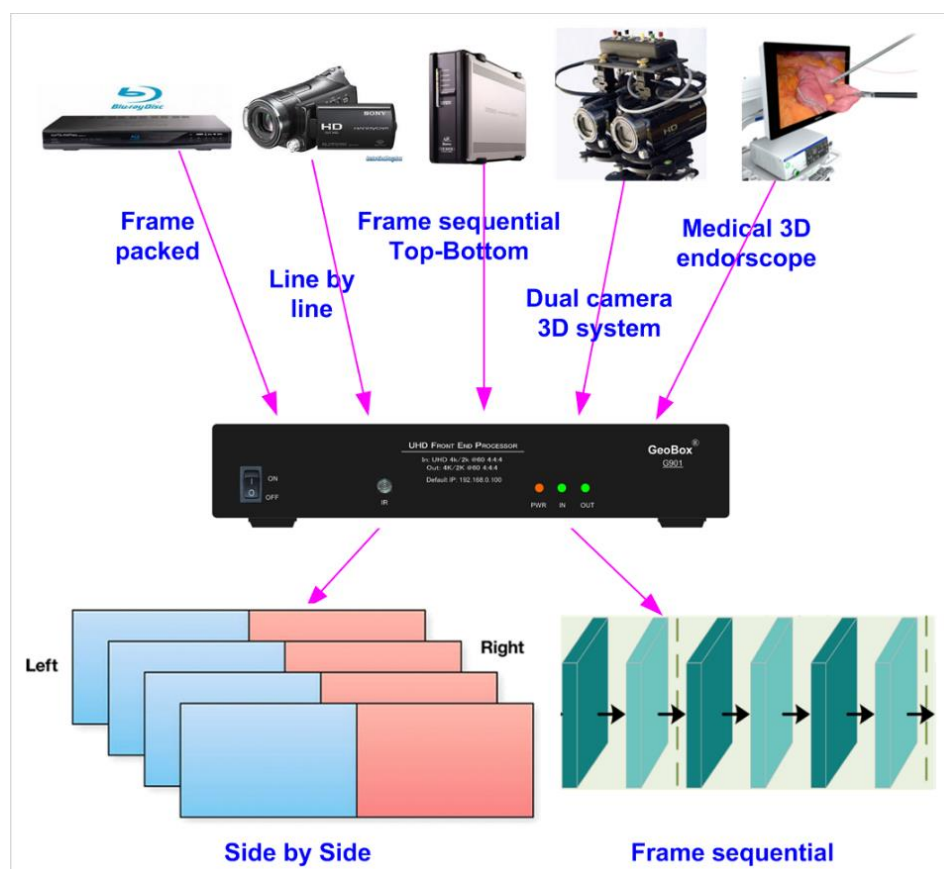 Blu-ray Disc
SONY
HD
HD
Frame
packed
Line by
line
Frame sequential
Top-Bottom
Dual camera
3D system
Medical 3D
endorscope
UHD FRONT END PROCESSOR
In: UHD 4k/2k @60 4:4:4
Out: 4K/2K @60 4:4:4
Default IP: 192.168.0.100
GeoBox®
G901
ON
OFF
IR
PWR IN OUT
Left
Right
Side by Side
Frame sequential